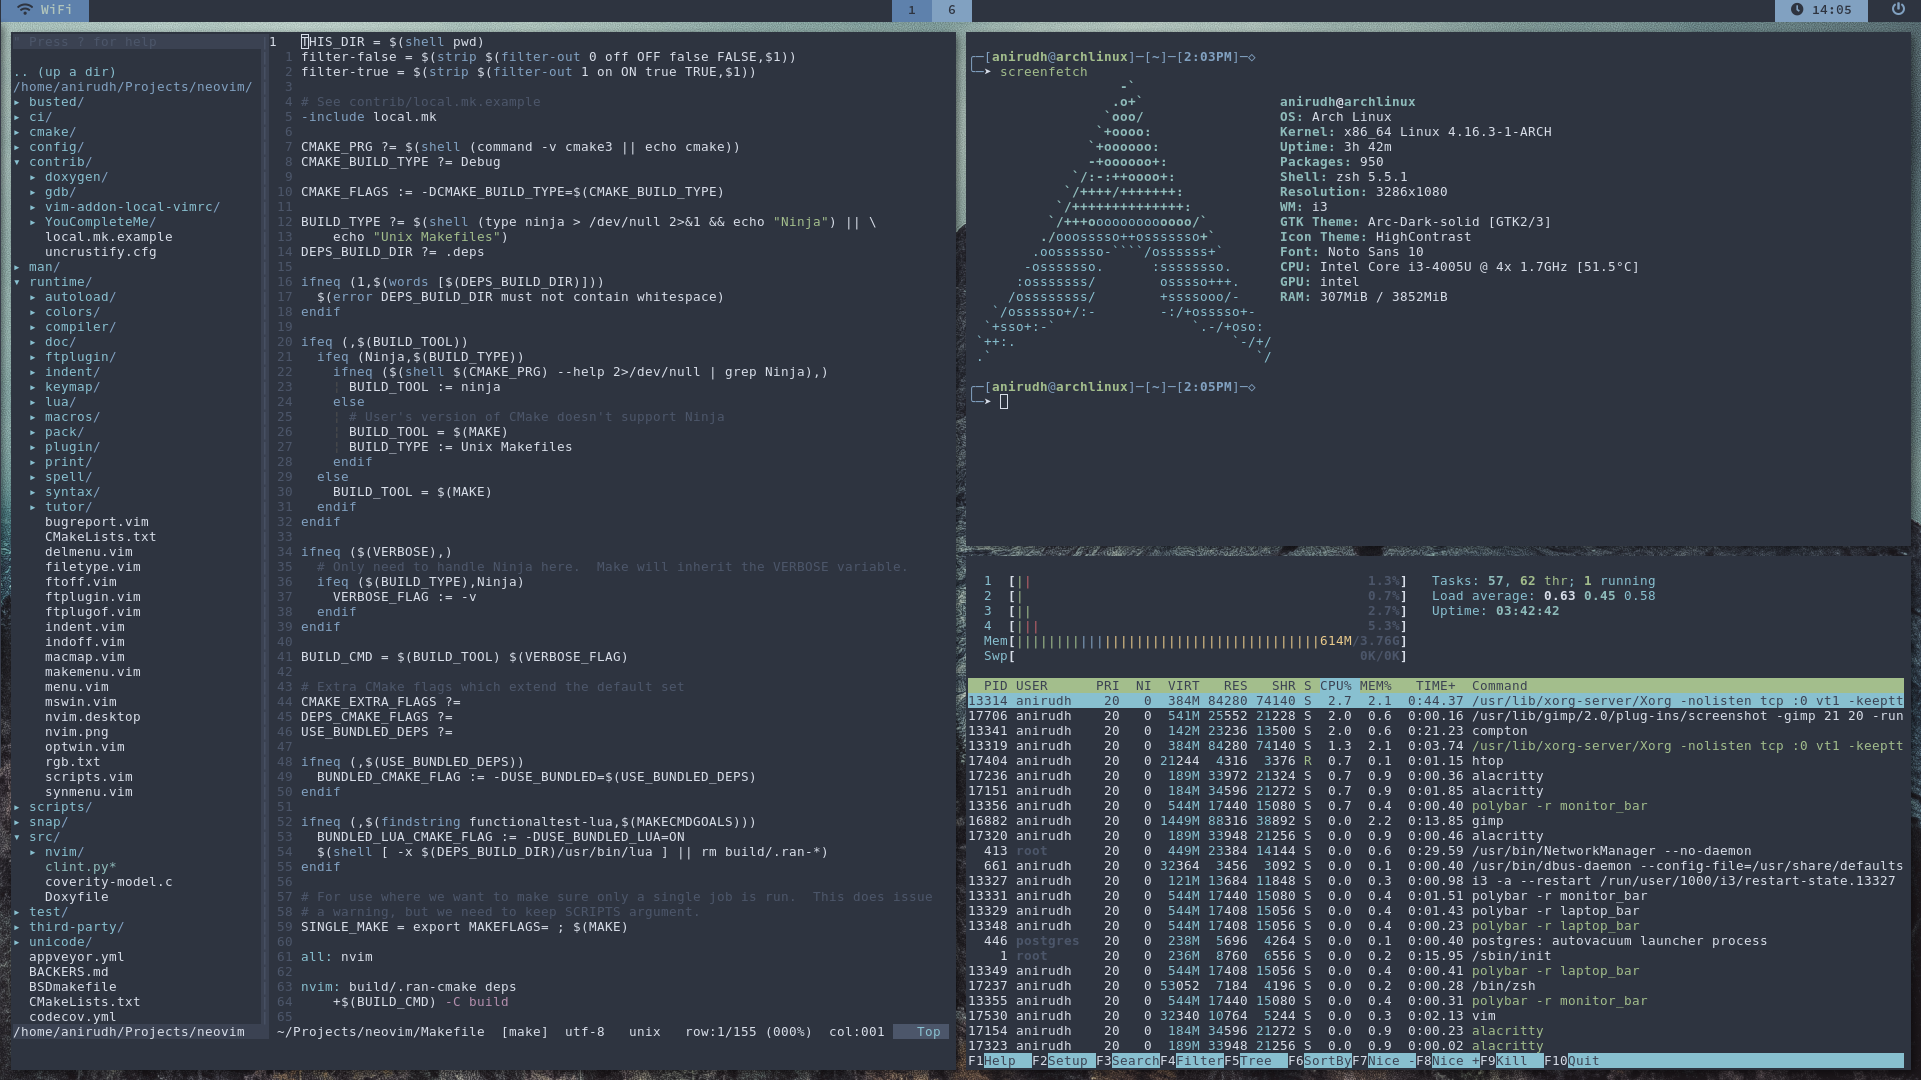 WiFi
1 6
14:05
" Press ? for help
.. (up a dir)
/home/anirudh/Projects/neovim/
▸ busted/
▸ ci/
▸ cmake/
▸ config/
▾ contrib/
▸ doxygen/
▸ gdb/
▸ vim-addon-local-vimrc/
▸ YouCompleteMe/
local.mk.example
uncrustify.cfg
▸ man/
▾ runtime/
▸ autoload/
▸ colors/
▸ compiler/
▸ doc/
▸ ftplugin/
▸ indent/
▸ keymap/
▸ lua/
▸ macros/
▸ pack/
▸ plugin/
▸ print/
▸ spell/
▸ syntax/
▸ tutor/
bugreport.vim
CMakeLists.txt
delmenu.vim
filetype.vim
ftoff.vim
ftplugin.vim
ftplugof.vim
indent.vim
indoff.vim
macmap.vim
makemenu.vim
menu.vim
mswin.vim
nvim.desktop
nvim.png
optwin.vim
rgb.txt
scripts.vim
synmenu.vim
▸ scripts/
▸ snap/
▾ src/
▸ nvim/
clint.py*
coverity-model.c
Doxyfile
▸ test/
▸ third-party/
▸ unicode/
appveyor.yml
BACKERS.md
BSDmakefile
CMakeLists.txt
codecov.yml
/home/anirudh/Projects/neovim
1 THIS_DIR = $(shell pwd)
1 filter-false = $(strip $(filter-out 0 off OFF false FALSE,$1))
2 filter-true = $(strip $(filter-out 1 on ON true TRUE,$1))
3
4 # See contrib/local.mk.example
5 -include local.mk
6
7 CMAKE_PRG ?= $(shell (command -v cmake3 || echo cmake))
8 CMAKE_BUILD_TYPE ?= Debug
9
10 CMAKE_FLAGS := -DCMAKE_BUILD_TYPE=$(CMAKE_BUILD_TYPE)
11
12 BUILD_TYPE ?= $(shell (type ninja > /dev/null 2>&1 && echo "Ninja") || \
13 echo "Unix Makefiles")
14 DEPS_BUILD_DIR ?= .deps
15
16 ifneq (1,$(words [$(DEPS_BUILD_DIR)]))
17 $(error DEPS_BUILD_DIR must not contain whitespace)
18 endif
19
20 ifeq (,$(BUILD_TOOL))
21 ifeq (Ninja,$(BUILD_TYPE))
22 ifneq ($(shell $(CMAKE_PRG) --help 2>/dev/null | grep Ninja),)
23 ¦ BUILD_TOOL := ninja
24 else
25 ¦ # User's version of CMake doesn't support Ninja
26 ¦ BUILD_TOOL = $(MAKE)
27 ¦ BUILD_TYPE := Unix Makefiles
28 endif
29 else
30 BUILD_TOOL = $(MAKE)
31 endif
32 endif
33
34 ifneq ($(VERBOSE),)
35 # Only need to handle Ninja here.  Make will inherit the VERBOSE variable.
36 ifeq ($(BUILD_TYPE),Ninja)
37 VERBOSE_FLAG := -v
38 endif
39 endif
40
41 BUILD_CMD = $(BUILD_TOOL) $(VERBOSE_FLAG)
42
43 # Extra CMake flags which extend the default set
44 CMAKE_EXTRA_FLAGS ?=
45 DEPS_CMAKE_FLAGS ?=
46 USE_BUNDLED_DEPS ?=
47
48 ifneq (,$(USE_BUNDLED_DEPS))
49 BUNDLED_CMAKE_FLAG := -DUSE_BUNDLED=$(USE_BUNDLED_DEPS)
50 endif
51
52 ifneq (,$(findstring functionaltest-lua,$(MAKECMDGOALS)))
53 BUNDLED_LUA_CMAKE_FLAG := -DUSE_BUNDLED_LUA=ON
54 $(shell [ -x $(DEPS_BUILD_DIR)/usr/bin/lua ] || rm build/.ran-*)
55 endif
56
57 # For use where we want to make sure only a single job is run.  This does issue
58 # a warning, but we need to keep SCRIPTS argument.
59 SINGLE_MAKE = export MAKEFLAGS= ; $(MAKE)
60
61 all: nvim
62
63 nvim: build/.ran-cmake deps
64 +$(BUILD_CMD) -C build
65
~/Projects/neovim/Makefile [make] utf-8 unix row:1/155 (000%) col:001 Top
╭─[anirudh@archlinux]─[~]─[2:03PM]─◇
╰─➤ screenfetch
-`
.o+`
`ooo/
`+oooo:
`+oooooo:
-+oooooo+:
`/:-:++oooo+:
`/++++/+++++++:
`/++++++++++++++:
`/+++ooooooooooooo/`
./ooosssso++osssssso+`
.oossssso-````/ossssss+`
-osssssso. :ssssssso.
:osssssss/ osssso+++.
/ossssssss/ +ssssooo/-
`/ossssso+/:- -:/+osssso+-
`+sso+:-` `.-/+oso:
`++:. `-/+/
.` `/
anirudh@archlinux
OS: Arch Linux
Kernel: x86_64 Linux 4.16.3-1-ARCH
Uptime: 3h 42m
Packages: 950
Shell: zsh 5.5.1
Resolution: 3286x1080
WM: i3
GTK Theme: Arc-Dark-solid [GTK2/3]
Icon Theme: HighContrast
Font: Noto Sans 10
CPU: Intel Core i3-4005U @ 4x 1.7GHz [51.5°C]
GPU: intel
RAM: 307MiB / 3852MiB
╭─[anirudh@archlinux]─[~]─[2:05PM]─◇
╰─➤
1 [|| 1.3%]
2 [| 0.7%]
3 [|| 2.7%]
4 [||| 5.3%]
Mem[||||||||||||||||||||||||||||||||||||||614M/3.76G]
Swp[ 0K/0K]
Tasks: 57, 62 thr; 1 running
Load average: 0.63 0.45 0.58
Uptime: 03:42:42
PID USER PRI NI VIRT RES SHR S CPU% MEM% TIME+ Command
13314 anirudh 20 0 384M 84280 74140 S 2.7 2.1 0:44.37 /usr/lib/xorg-server/Xorg -nolisten tcp :0 vt1 -keeptt
17706 anirudh 20 0 541M 25552 21228 S 2.0 0.6 0:00.16 /usr/lib/gimp/2.0/plug-ins/screenshot -gimp 21 20 -run
13341 anirudh 20 0 142M 23236 13500 S 2.0 0.6 0:21.23 compton
13319 anirudh 20 0 384M 84280 74140 S 1.3 2.1 0:03.74 /usr/lib/xorg-server/Xorg -nolisten tcp :0 vt1 -keeptt
17404 anirudh 20 0 21244 4316 3376 R 0.7 0.1 0:01.15 htop
17236 anirudh 20 0 189M 33972 21324 S 0.7 0.9 0:00.36 alacritty
17151 anirudh 20 0 184M 34596 21272 S 0.7 0.9 0:01.85 alacritty
13356 anirudh 20 0 544M 17440 15080 S 0.7 0.4 0:00.40 polybar -r monitor_bar
16882 anirudh 20 0 1449M 88316 38892 S 0.0 2.2 0:13.85 gimp
17320 anirudh 20 0 189M 33948 21256 S 0.0 0.9 0:00.46 alacritty
413 root 20 0 449M 23384 14144 S 0.0 0.6 0:29.59 /usr/bin/NetworkManager --no-daemon
661 anirudh 20 0 32364 3456 3092 S 0.0 0.1 0:00.40 /usr/bin/dbus-daemon --config-file=/usr/share/defaults
13327 anirudh 20 0 121M 13684 11848 S 0.0 0.3 0:00.98 i3 -a --restart /run/user/1000/i3/restart-state.13327
13331 anirudh 20 0 544M 17440 15080 S 0.0 0.4 0:01.51 polybar -r monitor_bar
13329 anirudh 20 0 544M 17408 15056 S 0.0 0.4 0:01.43 polybar -r laptop_bar
13348 anirudh 20 0 544M 17408 15056 S 0.0 0.4 0:00.23 polybar -r laptop_bar
446 postgres 20 0 238M 5696 4264 S 0.0 0.1 0:00.40 postgres: autovacuum launcher process
1 root 20 0 236M 8760 6556 S 0.0 0.2 0:15.95 /sbin/init
13349 anirudh 20 0 544M 17408 15056 S 0.0 0.4 0:00.41 polybar -r laptop_bar
17237 anirudh 20 0 53052 7184 4196 S 0.0 0.2 0:00.28 /bin/zsh
13355 anirudh 20 0 544M 17440 15080 S 0.0 0.4 0:00.31 polybar -r monitor_bar
17530 anirudh 20 0 32340 10764 5244 S 0.0 0.3 0:02.13 vim
17154 anirudh 20 0 184M 34596 21272 S 0.0 0.9 0:00.23 alacritty
17323 anirudh 20 0 189M 33948 21256 S 0.0 0.9 0:00.02 alacritty
F1Help F2Setup F3SearchF4FilterF5Tree F6SortByF7Nice -F8Nice +F9Kill F10Quit